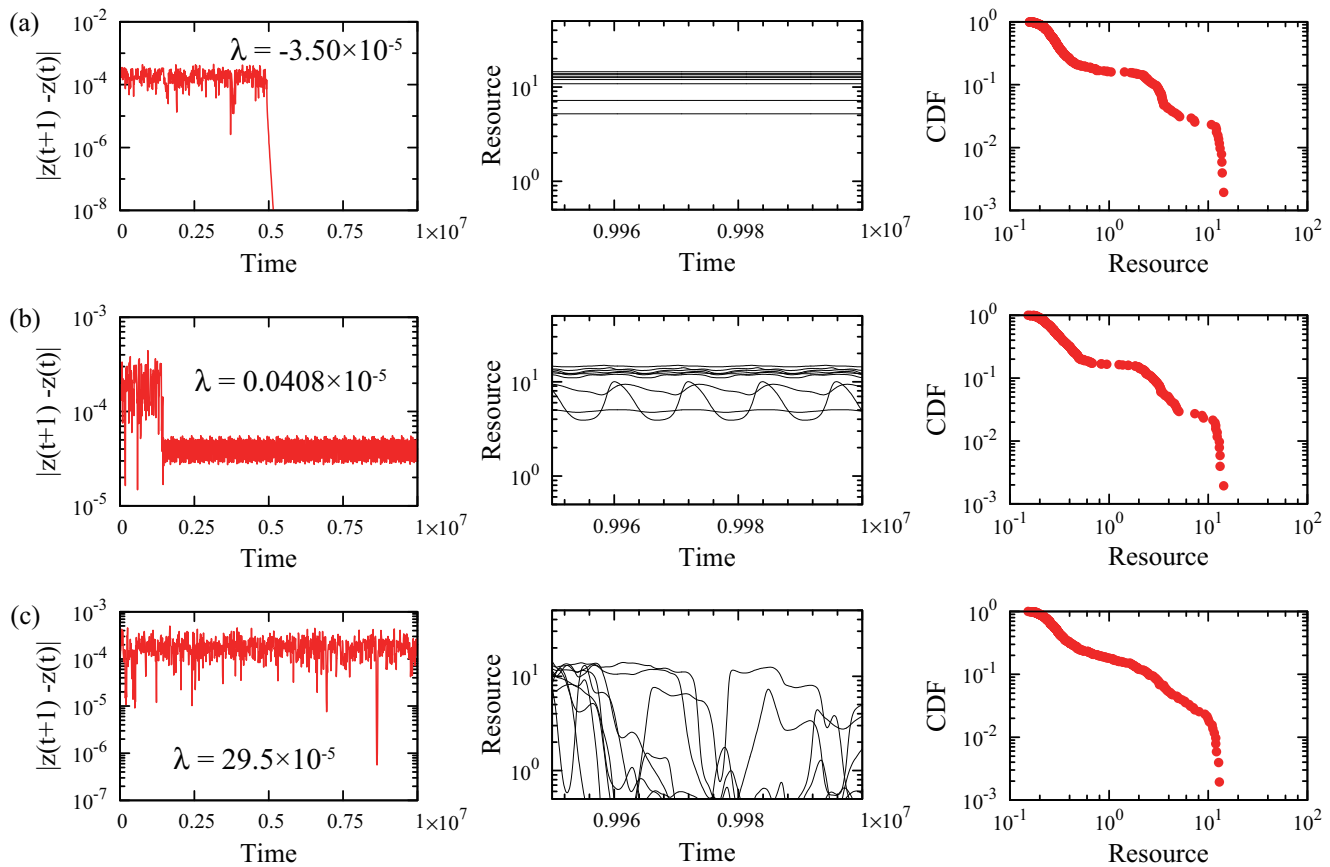 (a)
|z(t+1) -z(t)|
10⁻²
10⁻⁴
10⁻⁶
10⁻⁸
λ = -3.50×10⁻⁵
0 0.25 0.5 0.75 1×10⁷
Time
Resource
10¹
10⁰
0.996 0.998 1×10⁷
Time
CDF
10⁰
10⁻¹
10⁻²
10⁻³
10⁻¹ 10⁰ 10¹ 10²
Resource
(b)
|z(t+1) -z(t)|
10⁻³
10⁻⁴
10⁻⁵
λ = 0.0408×10⁻⁵
0 0.25 0.5 0.75 1×10⁷
Time
Resource
10¹
10⁰
0.996 0.998 1×10⁷
Time
CDF
10⁰
10⁻¹
10⁻²
10⁻³
10⁻¹ 10⁰ 10¹ 10²
Resource
(c)
|z(t+1) -z(t)|
10⁻³
10⁻⁴
10⁻⁵
10⁻⁶
10⁻⁷
λ = 29.5×10⁻⁵
0 0.25 0.5 0.75 1×10⁷
Time
Resource
10¹
10⁰
0.996 0.998 1×10⁷
Time
CDF
10⁰
10⁻¹
10⁻²
10⁻³
10⁻¹ 10⁰ 10¹ 10²
Resource